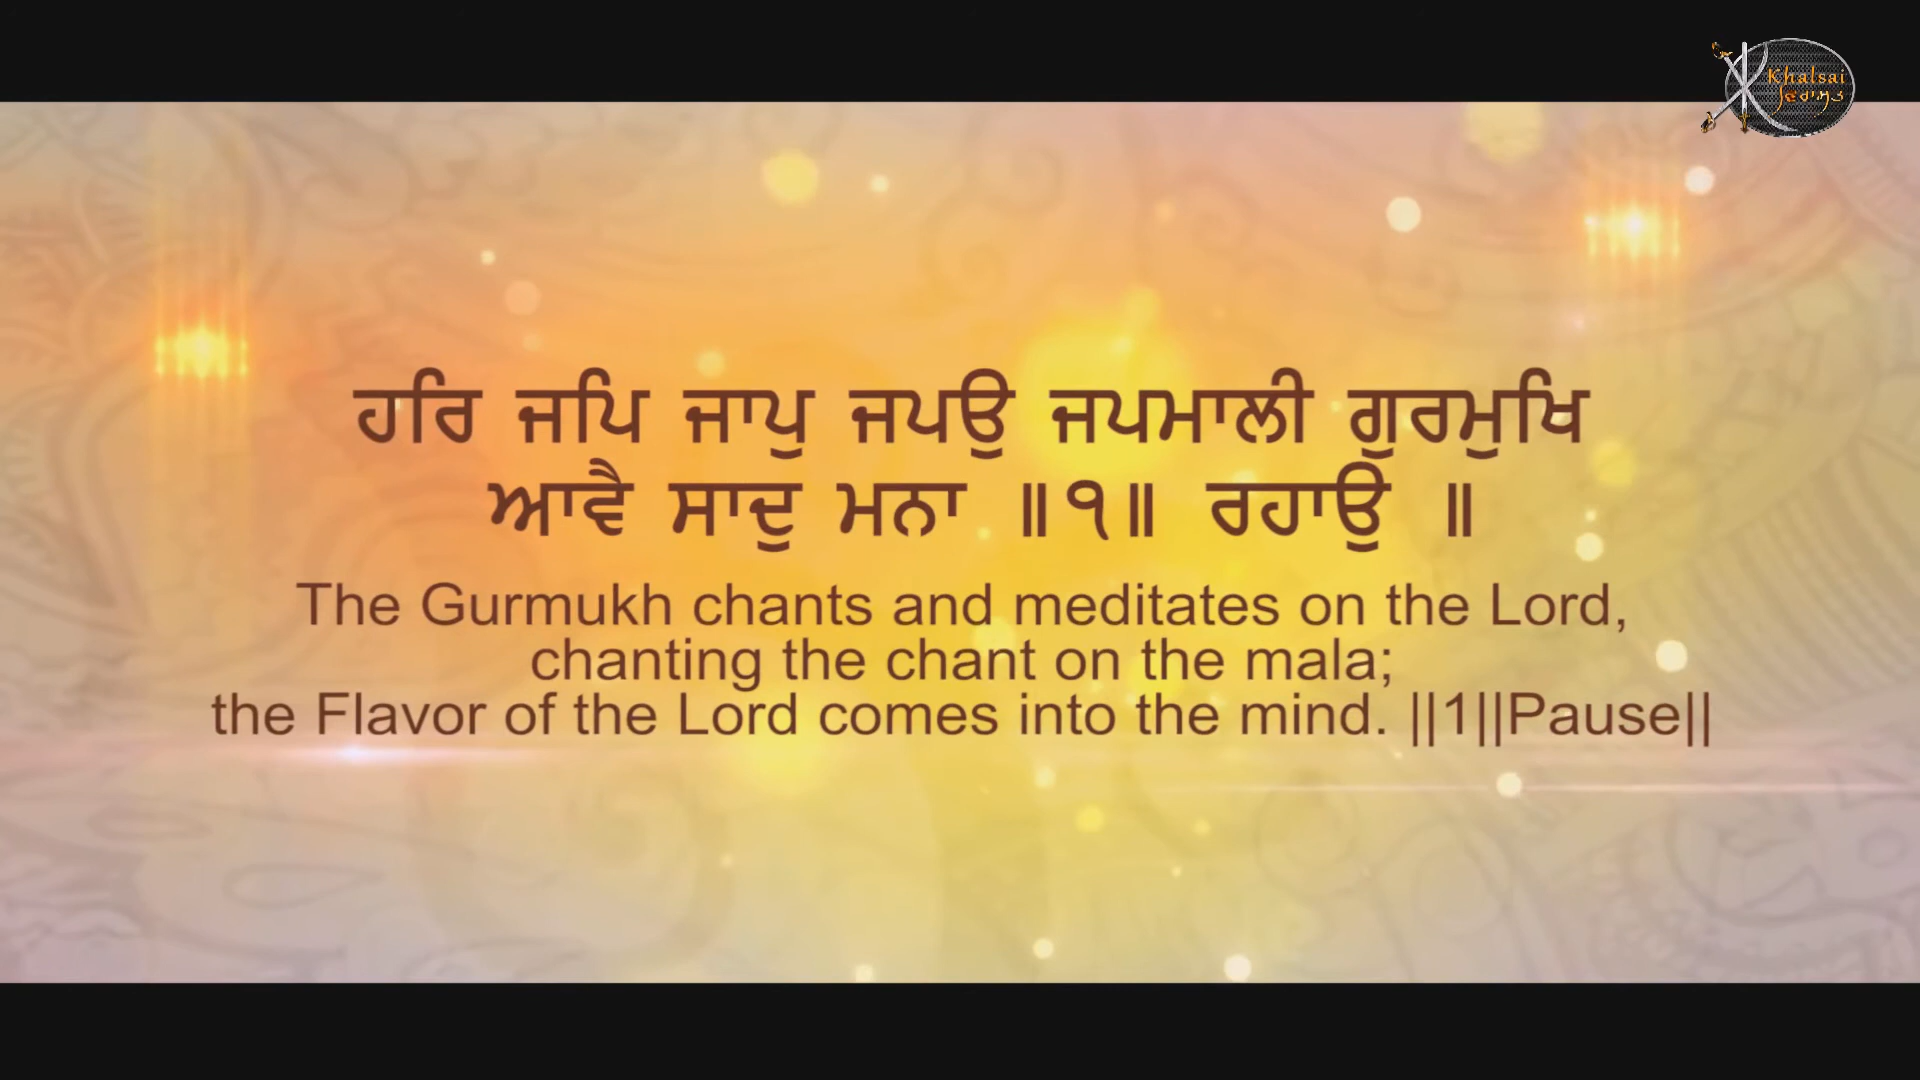 Khalsai
ਵਿਰਾਸਤ
ਹਰਿ ਜਪਿ ਜਾਪੁ ਜਪਉ ਜਪਮਾਲੀ ਗੁਰਮੁਖਿ
ਆਵੈ ਸਾਦੁ ਮਨਾ ॥੧॥ ਰਹਾਉ ॥
The Gurmukh chants and meditates on the Lord,
chanting the chant on the mala;
the Flavor of the Lord comes into the mind. ||1||Pause||